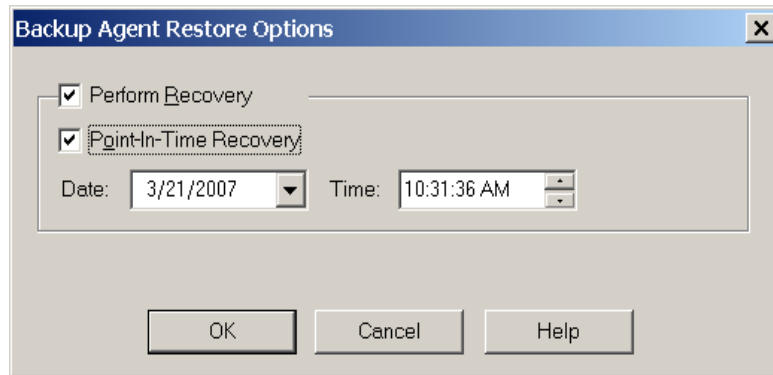 Backup Agent Restore Options
Perform Recovery
Point-In-Time Recovery
Date: 3/21/2007 Time: 10:31:36 AM
OK Cancel Help